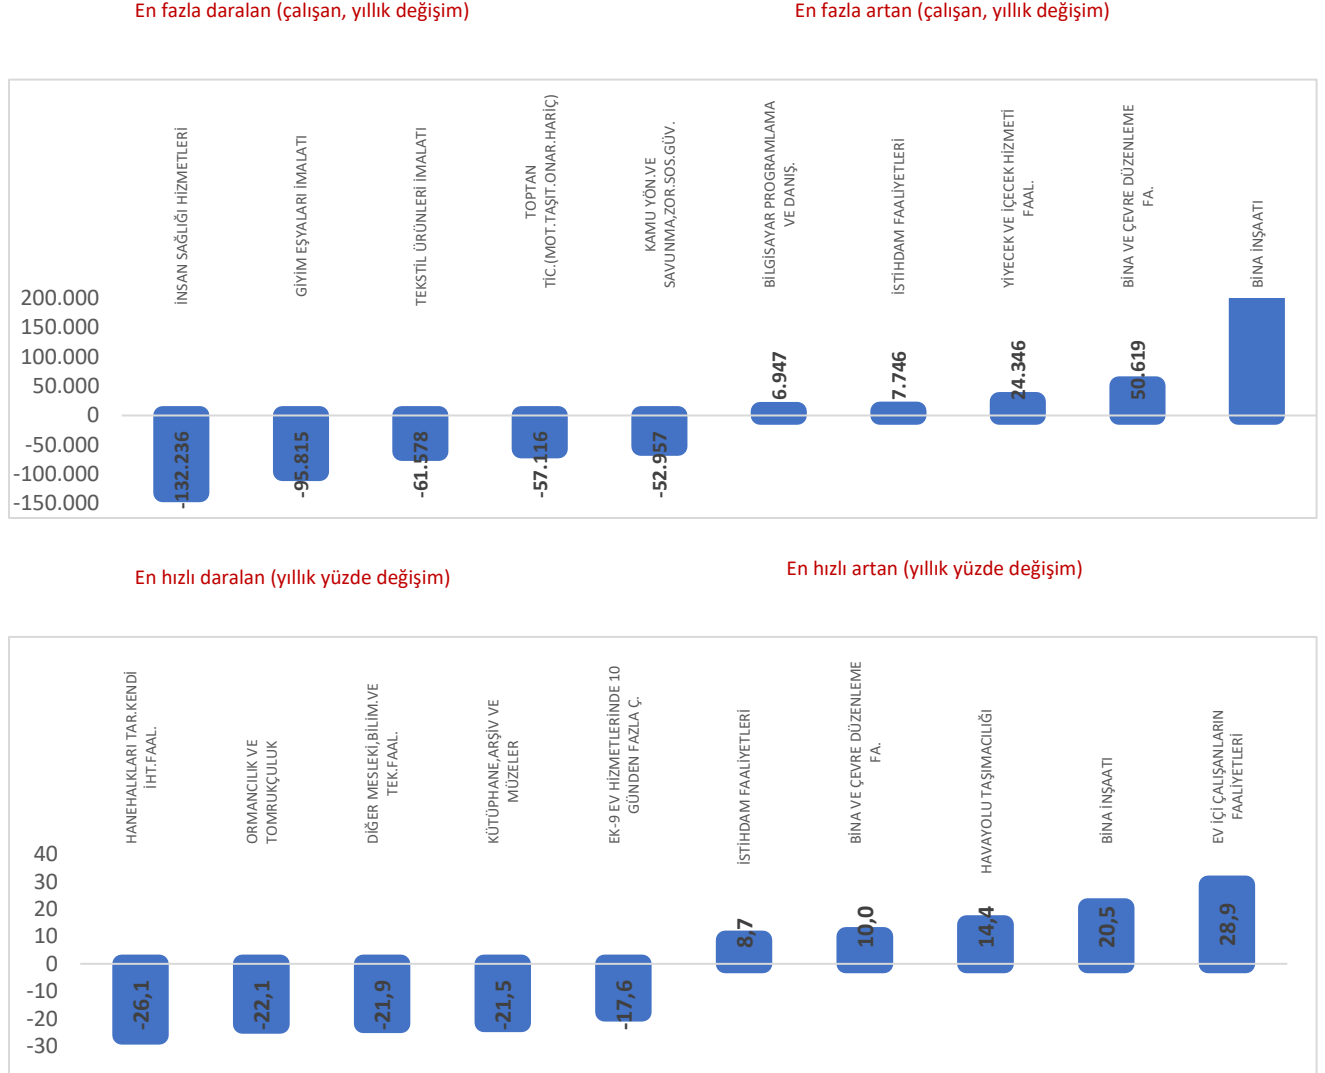 En fazla daralan (çalışan, yıllık değişim)
En fazla artan (çalışan, yıllık değişim)
İNSAN SAĞLIĞI HİZMETLERİ
GİYİM EŞYALARI İMALATI
TEKSTİL ÜRÜNLERİ İMALATI
TOPTAN
TİC.(MOT.TAŞIT.ONAR.HARİÇ)
KAMU YÖN.VE
SAVUNMA,ZOR.SOS.GÜV.
BİLGİSAYAR PROGRAMLAMA
VE DANIŞ.
İSTİHDAM FAALİYETLERİ
YİYECEK VE İÇECEK HİZMETİ
FAAL.
BİNA VE ÇEVRE DÜZENLEME
FA.
BİNA İNŞAATI
200.000
150.000
100.000
50.000
0
-50.000
-100.000
-150.000
-132.236
-95.815
-61.578
-57.116
-52.957
6.947
7.746
24.346
50.619
En hızlı daralan (yıllık yüzde değişim)
En hızlı artan (yıllık yüzde değişim)
HANEHALKLARI TAR.KENDİ
İHT.FAAL.
ORMANCILIK VE
TOMRUKÇULUK
DİĞER MESLEKİ,BİLİM.VE
TEK.FAAL.
KÜTÜPHANE,ARŞİV VE
MÜZELER
EK-9 EV HİZMETLERİNDE 10
GÜNDEN FAZLA Ç.
İSTİHDAM FAALİYETLERİ
BİNA VE ÇEVRE DÜZENLEME
FA.
HAVAYOLU TAŞIMACILIĞI
BİNA İNŞAATI
EV İÇİ ÇALIŞANLARIN
FAALİYETLERİ
40
30
20
10
0
-10
-20
-30
-26,1
-22,1
-21,9
-21,5
-17,6
8,7
10,0
14,4
20,5
28,9